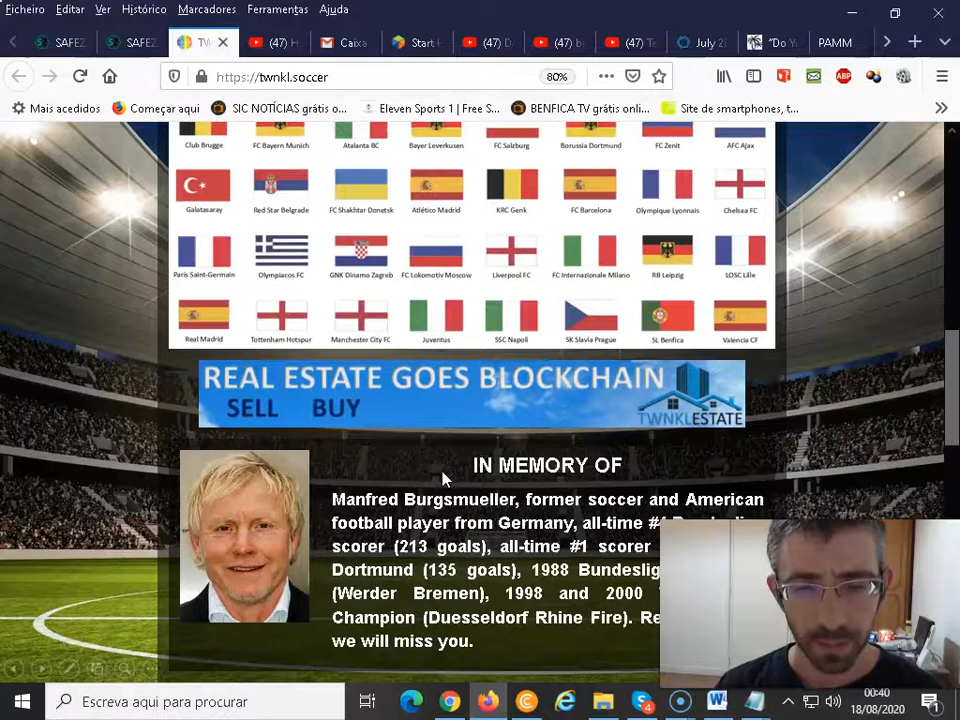 Ficheiro Editar Ver Histórico Marcadores Ferramentas Ajuda
SAFEZ SAFEZ TW (47) H Caixa Start (47) D (47) b (47) Te July 20 "Do Y PAMM
https://twnkl.soccer 80% ABP
Mais acedidos Começar aqui SIC NOTÍCIAS grátis o... Eleven Sports 1 | Free S... BENFICA TV grátis onli... Site de smartphones, t...
Club Brugge FC Bayern Munich Atalanta BC Bayer Leverkusen FC Salzburg Borussia Dortmund FC Zenit AFC Ajax
Galatasaray Red Star Belgrade FC Shakhtar Donetsk Atlético Madrid KRC Genk FC Barcelona Olympique Lyonnais Chelsea FC
Paris Saint-Germain Olympiacos FC GNK Dinamo Zagreb FC Lokomotiv Moscow Liverpool FC FC Internazionale Milano RB Leipzig LOSC Lille
Real Madrid Tottenham Hotspur Manchester City FC Juventus SSC Napoli SK Slavia Prague SL Benfica Valencia CF
REAL ESTATE GOES BLOCKCHAIN
SELL BUY
TWNKLESTATE
IN MEMORY OF
Manfred Burgsmueller, former soccer and American
football player from Germany, all-time
scorer (213 goals), all-time #1 scorer
Dortmund (135 goals), 1988 Bundeslig
(Werder Bremen), 1998 and 2000
Champion (Duesseldorf Rhine Fire). Re
we will miss you.
Escreva aqui para procurar
00:40
18/08/2020